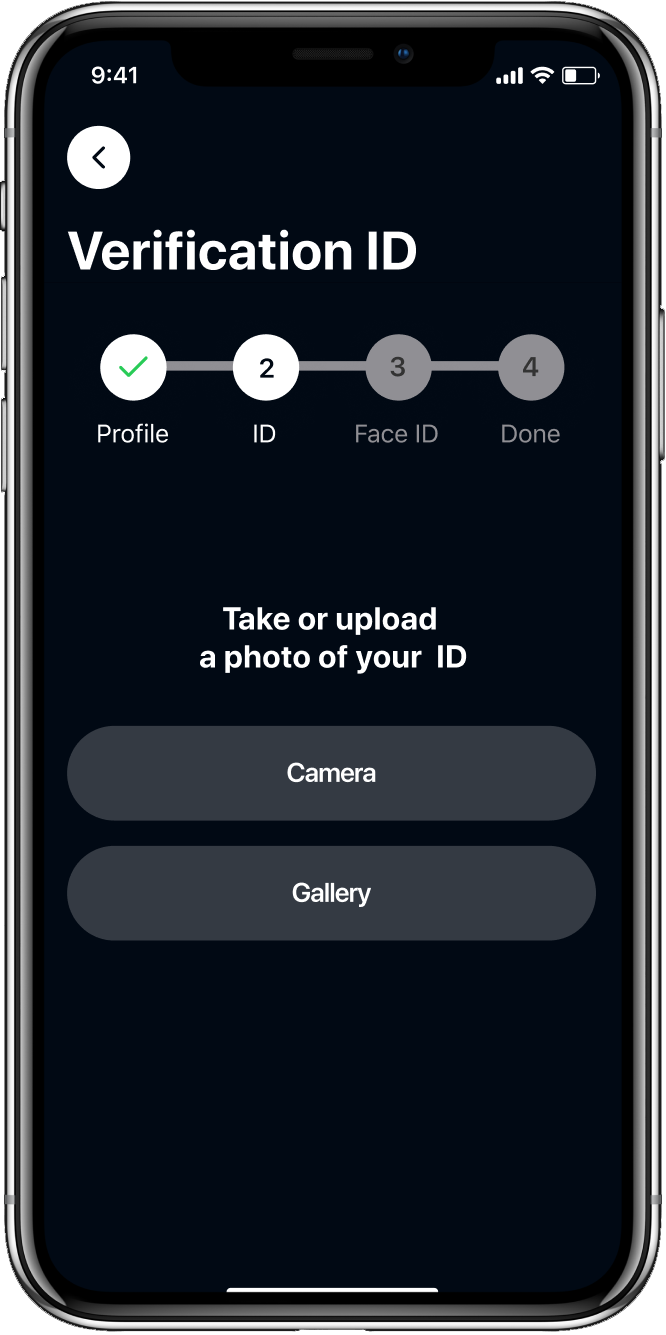 9:41
Verification ID
2
3
4
Profile
ID
Face ID
Done
Take or upload
a photo of your  ID
Camera
Gallery